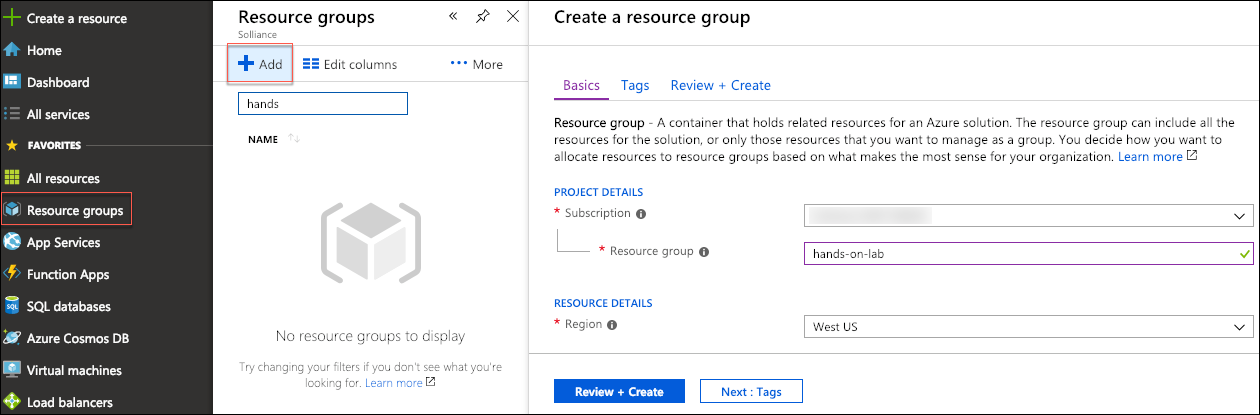 Create a resource
Home
Dashboard
All services
FAVORITES
All resources
Resource groups
App Services
Function Apps
SQL databases
Azure Cosmos DB
Virtual machines
Load balancers
Resource groups
Solliance
Add
Edit columns
More
hands
NAME
No resource groups to display
Try changing your filters if you don't see what you're
looking for. Learn more
Create a resource group
Basics
Tags
Review + Create
Resource group - A container that holds related resources for an Azure solution. The resource group can include all the
resources for the solution, or only those resources that you want to manage as a group. You decide how you want to
allocate resources to resource groups based on what makes the most sense for your organization. Learn more
PROJECT DETAILS
* Subscription
* Resource group
hands-on-lab
RESOURCE DETAILS
* Region
West US
Review + Create
Next : Tags